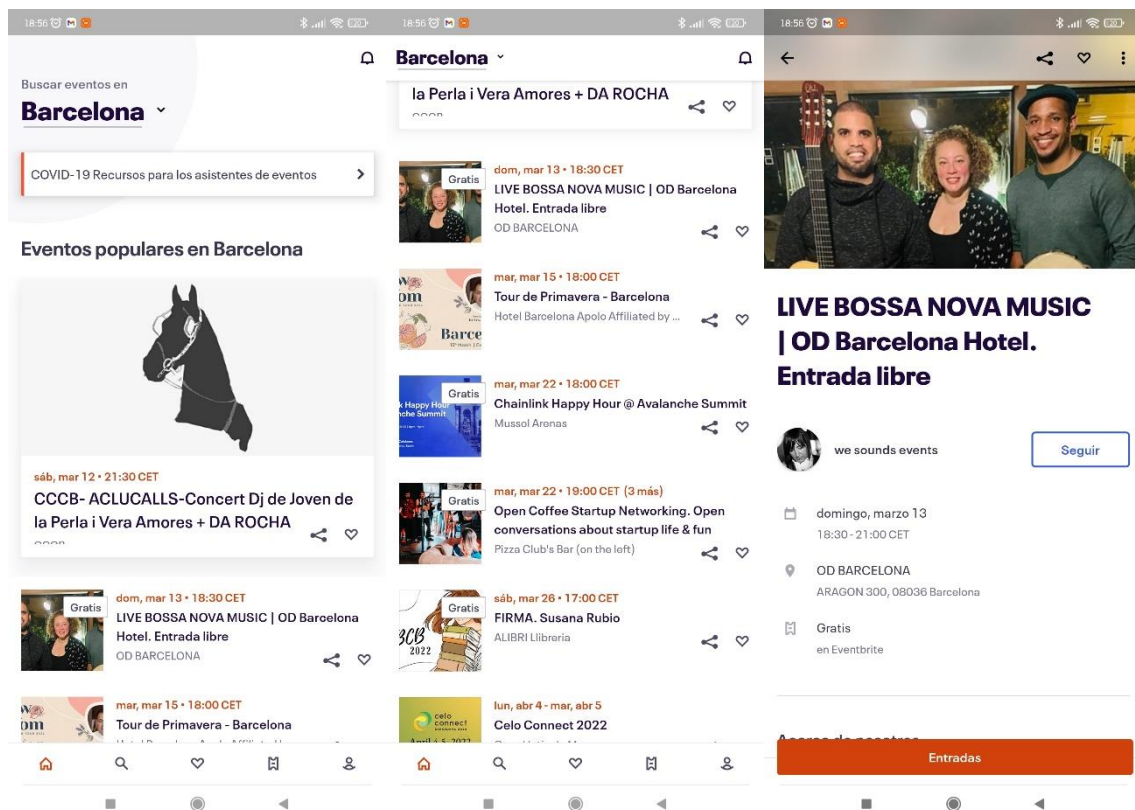 18:56
20
Buscar eventos en
Barcelona
COVID-19 Recursos para los asistentes de eventos
Eventos populares en Barcelona
sáb, mar 12 • 21:30 CET
CCCB- ACLUCALLS-Concert Dj de Joven de
la Perla i Vera Amores + DA ROCHA
Gratis
dom, mar 13 • 18:30 CET
LIVE BOSSA NOVA MUSIC | OD Barcelona
Hotel. Entrada libre
OD BARCELONA
mar, mar 15 • 18:00 CET
Tour de Primavera - Barcelona
18:56
20
Barcelona
la Perla i Vera Amores + DA ROCHA
Gratis
dom, mar 13 • 18:30 CET
LIVE BOSSA NOVA MUSIC | OD Barcelona
Hotel. Entrada libre
OD BARCELONA
mar, mar 15 • 18:00 CET
Tour de Primavera - Barcelona
Hotel Barcelona Apolo Affiliated by ...
Gratis
mar, mar 22 • 18:00 CET
Chainlink Happy Hour @ Avalanche Summit
Mussol Arenas
Gratis
mar, mar 22 • 19:00 CET (3 más)
Open Coffee Startup Networking. Open
conversations about startup life & fun
Pizza Club's Bar (on the left)
Gratis
BCB
2022
sáb, mar 26 • 17:00 CET
FIRMA. Susana Rubio
ALIBRI Llibreria
celo
connect
lun, abr 4 - mar, abr 5
Celo Connect 2022
18:56
20
LIVE BOSSA NOVA MUSIC
| OD Barcelona Hotel.
Entrada libre
we sounds events
Seguir
domingo, marzo 13
18:30 - 21:00 CET
OD BARCELONA
ARAGON 300, 08036 Barcelona
Gratis
en Eventbrite
Entradas